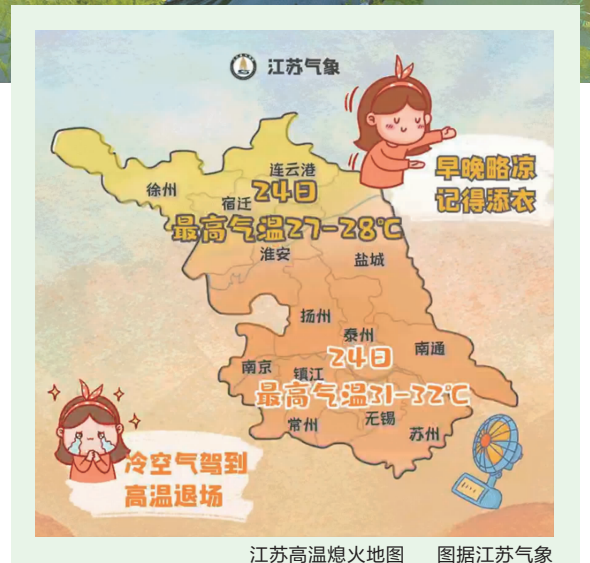 江苏气象
早晚略凉
记得添衣
连云港
徐州
24日
宿迁
最高气温27-28℃
淮安
盐城
扬州
泰州
24日
南通
南京
镇江
最高气温31-32℃
无锡
常州
苏州
冷空气驾到
高温退场
江苏高温熄火地图 图据江苏气象